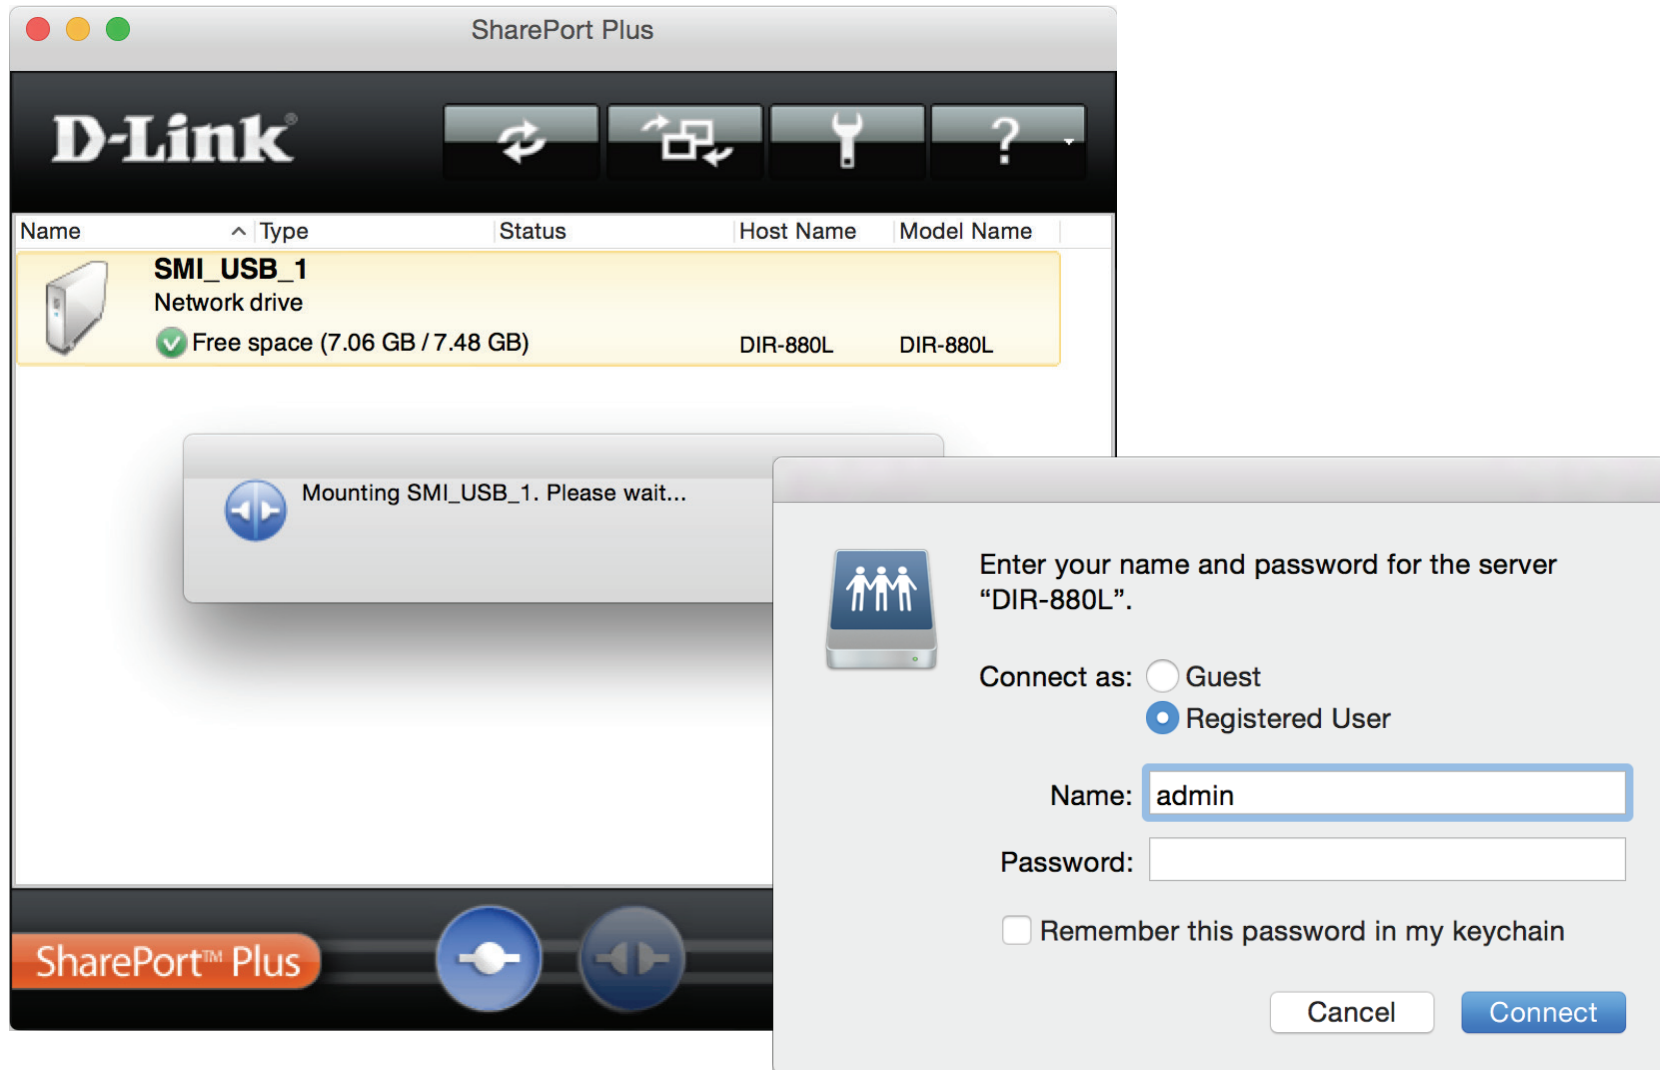 SharePort Plus
D-Link®
?
Name Type Status Host Name Model Name
SMI_USB_1
Network drive
Free space (7.06 GB / 7.48 GB) DIR-880L DIR-880L
Mounting SMI_USB_1. Please wait...
Enter your name and password for the server
“DIR-880L”.
Connect as: Guest
Registered User
Name: admin
Password:
Remember this password in my keychain
Cancel Connect
SharePort™ Plus